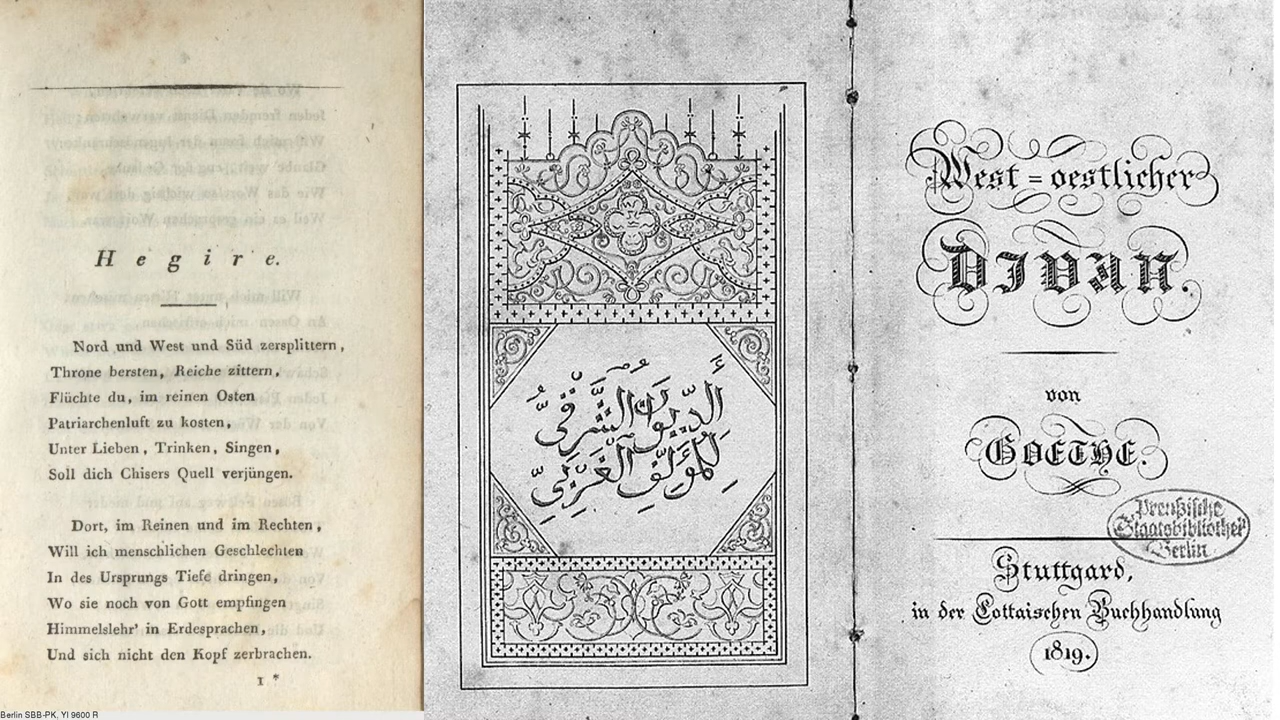 Hegire.
Nord und West und Süd zersplittern,
Throne bersten, Reiche zittern,
Flüchte du, im reinen Osten
Patriarchenluft zu kosten,
Unter Lieben, Trinken, Singen,
Soll dich Chisers Quell verjüngen.
Dort, im Reinen und im Rechten,
Will ich menschlichen Geschlechten
In des Ursprungs Tiefe dringen,
Wo sie noch von Gott empfingen
Himmelslehr' in Erdesprachen,
Und sich nicht den Kopf zerbrachen.
1 *
Berlin SBB-PK, Yl 9600 R
الديوان الشرقي
للمؤلف الغربي
West=oestlicher
DIVAN.
von
GOETHE.
Preußische
Staatsbibliothek
Berlin
Stuttgard,
in der Cottaischen Buchhandlung
1819.